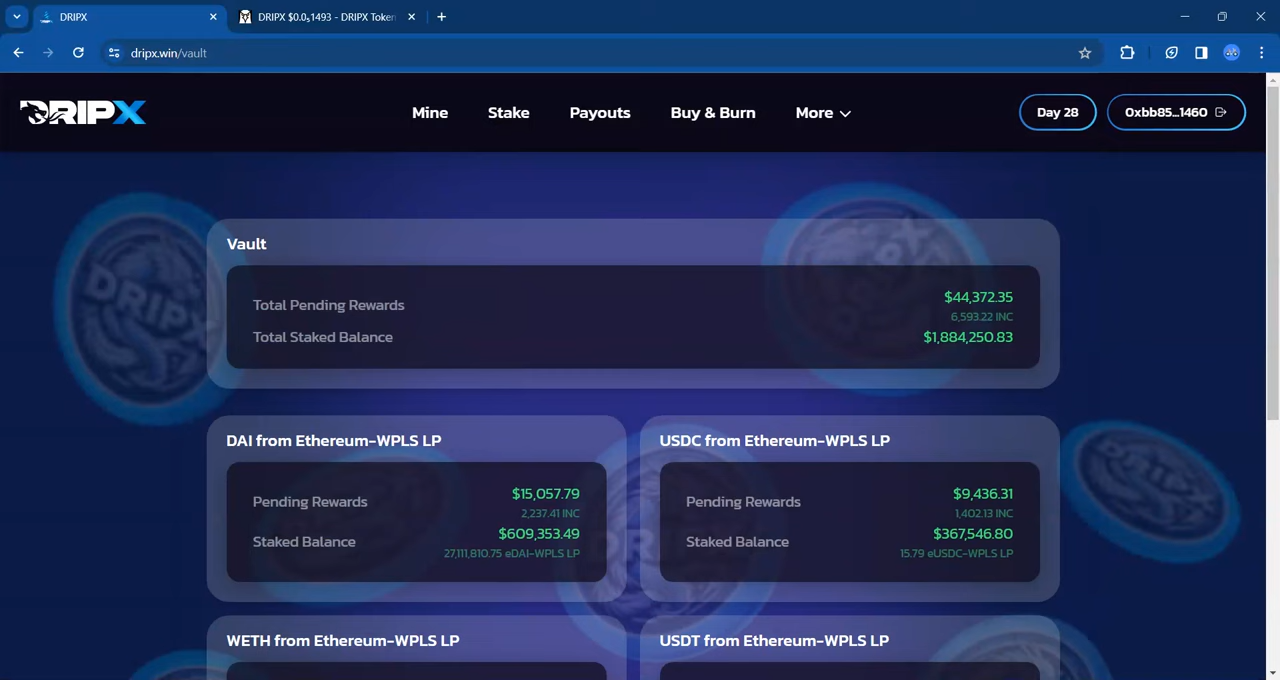 DRIPX
DRIPX $0.0₅1493 - DRIPX Token
dripx.win/vault
DRIPX
Mine
Stake
Payouts
Buy & Burn
More
Day 28
0xbb85...1460
Vault
Total Pending Rewards
$44,372.35
6,593.22 INC
Total Staked Balance
$1,884,250.83
DAI from Ethereum-WPLS LP
Pending Rewards
$15,057.79
2,237.41 INC
Staked Balance
$609,353.49
27,111,810.75 eDAI-WPLS LP
USDC from Ethereum-WPLS LP
Pending Rewards
$9,436.31
1,402.13 INC
Staked Balance
$367,546.80
15.79 eUSDC-WPLS LP
WETH from Ethereum-WPLS LP
USDT from Ethereum-WPLS LP
DRIPX
DRIPX